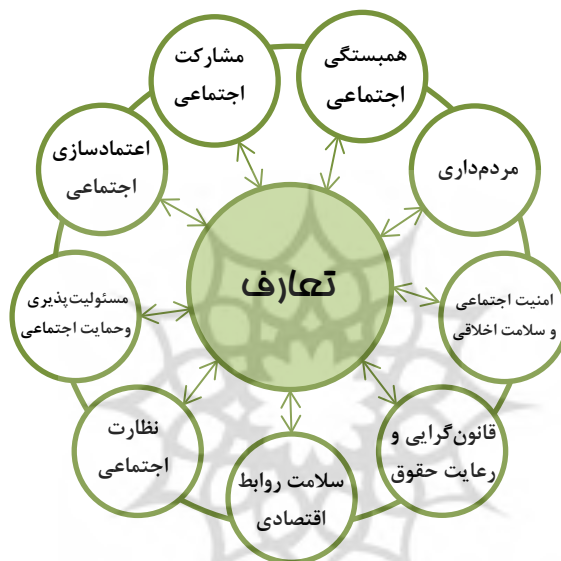 همبستگی
اجتماعی
مردم‌داری
امنیت اجتماعی
و سلامت اخلاقی
قانون‌گرایی و
رعایت حقوق
سلامت روابط
اقتصادی
نظارت
اجتماعی
مسئولیت‌پذیری
وحمایت اجتماعی
اعتمادسازی
اجتماعی
مشارکت
اجتماعی
تعارف